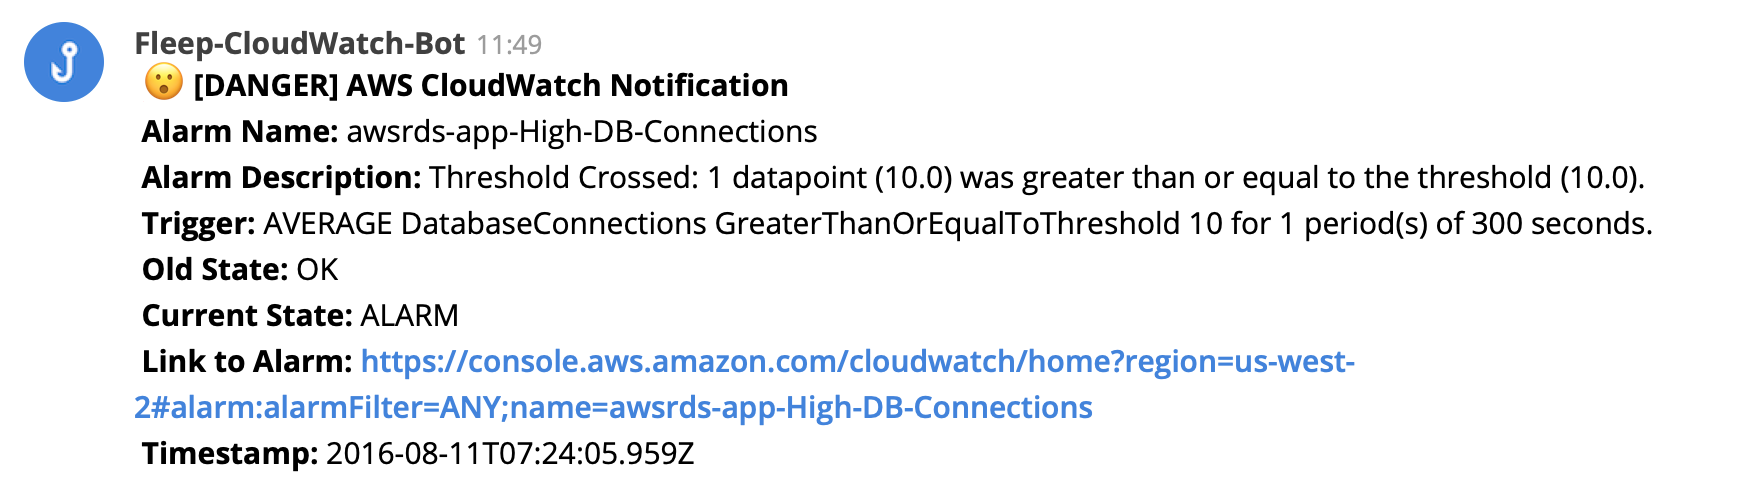 Fleep-CloudWatch-Bot 11:49
😮 [DANGER] AWS CloudWatch Notification
Alarm Name: awsrds-app-High-DB-Connections
Alarm Description: Threshold Crossed: 1 datapoint (10.0) was greater than or equal to the threshold (10.0).
Trigger: AVERAGE DatabaseConnections GreaterThanOrEqualToThreshold 10 for 1 period(s) of 300 seconds.
Old State: OK
Current State: ALARM
Link to Alarm: https://console.aws.amazon.com/cloudwatch/home?region=us-west-
2#alarm:alarmFilter=ANY;name=awsrds-app-High-DB-Connections
Timestamp: 2016-08-11T07:24:05.959Z